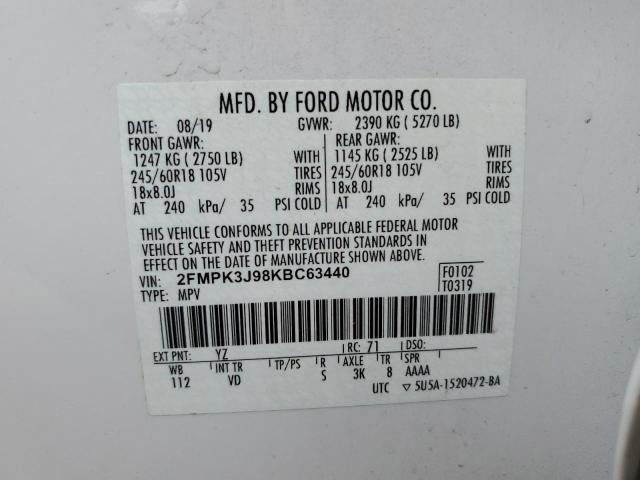 MFD. BY FORD MOTOR CO.
DATE: 08/19 GVWR: 2390 KG ( 5270 LB)
FRONT GAWR: REAR GAWR:
1247 KG ( 2750 LB) WITH 1145 KG ( 2525 LB) WITH
245/60R18 105V TIRES 245/60R18 105V TIRES
18x8.0J RIMS 18x8.0J RIMS
AT 240 kPa/ 35 PSI COLD AT 240 kPa/ 35 PSI COLD
THIS VEHICLE CONFORMS TO ALL APPLICABLE FEDERAL MOTOR
VEHICLE SAFETY AND THEFT PREVENTION STANDARDS IN
EFFECT ON THE DATE OF MANUFACTURE SHOWN ABOVE.
VIN: 2FMPK3J98KBC63440 F0102
TYPE: MPV T0319
EXT PNT: YZ RC: 71 DSO:
WB INT TR TP/PS R AXLE TR SPR
112 VD S 3K 8 AAAA
UTC ▽ 5U5A-1520472-BA